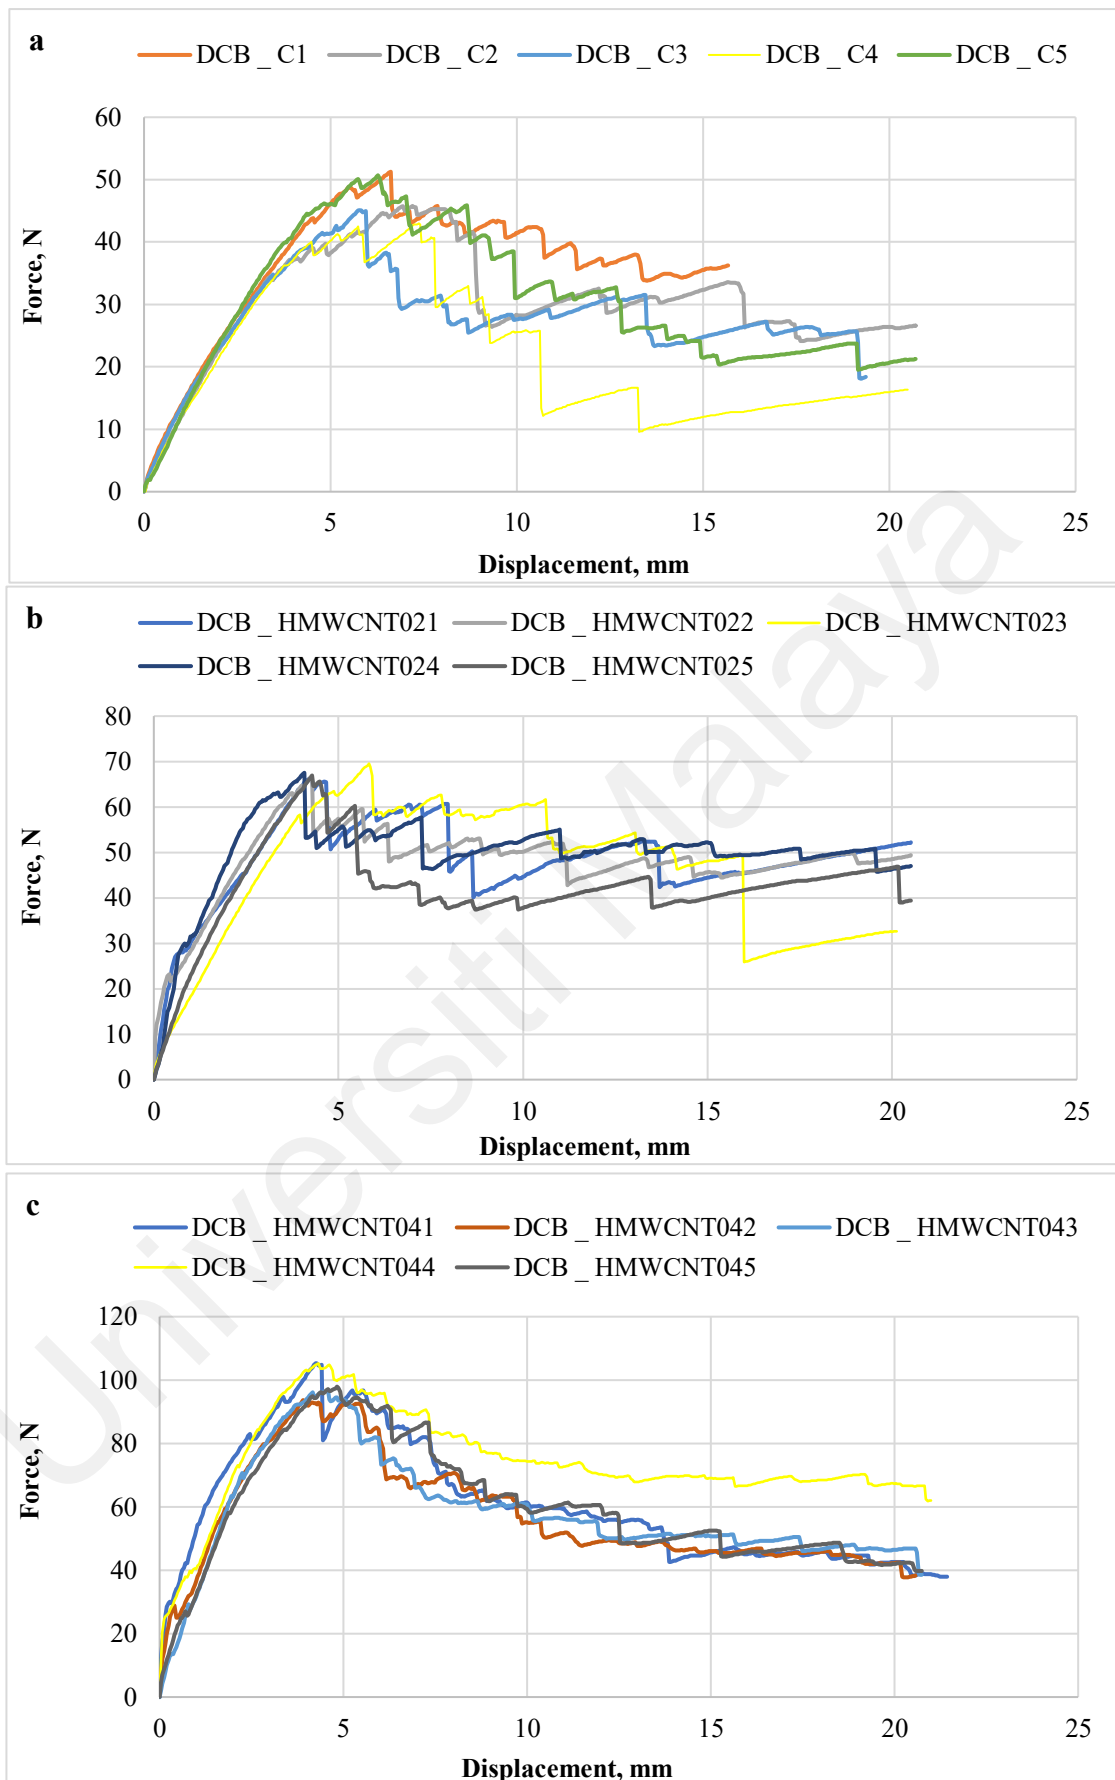 a
DCB _ C1 DCB _ C2 DCB _ C3 DCB _ C4 DCB _ C5
60
50
40
30
20
10
0
0 5 10 15 20 25
Force, N
Displacement, mm
b
DCB _ HMWCNT021 DCB _ HMWCNT022 DCB _ HMWCNT023
DCB _ HMWCNT024 DCB _ HMWCNT025
80
70
60
50
40
30
20
10
0
0 5 10 15 20 25
Force, N
Displacement, mm
c
DCB _ HMWCNT041 DCB _ HMWCNT042 DCB _ HMWCNT043
DCB _ HMWCNT044 DCB _ HMWCNT045
120
100
80
60
40
20
0
0 5 10 15 20 25
Force, N
Displacement, mm
Universiti Malaya